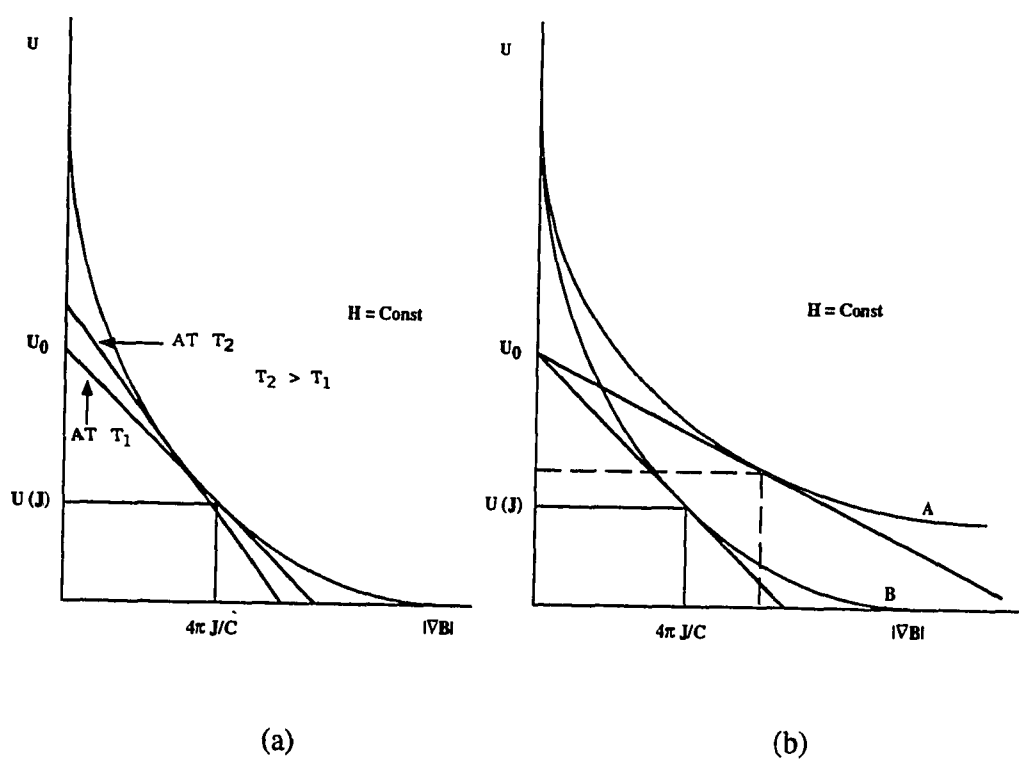 U
H = Const
U₀
AT T₂
T₂ > T₁
AT T₁
U (J)
4π J/C
|∇B|
(a)
U
H = Const
U₀
U (J)
A
B
4π J/C
|∇B|
(b)